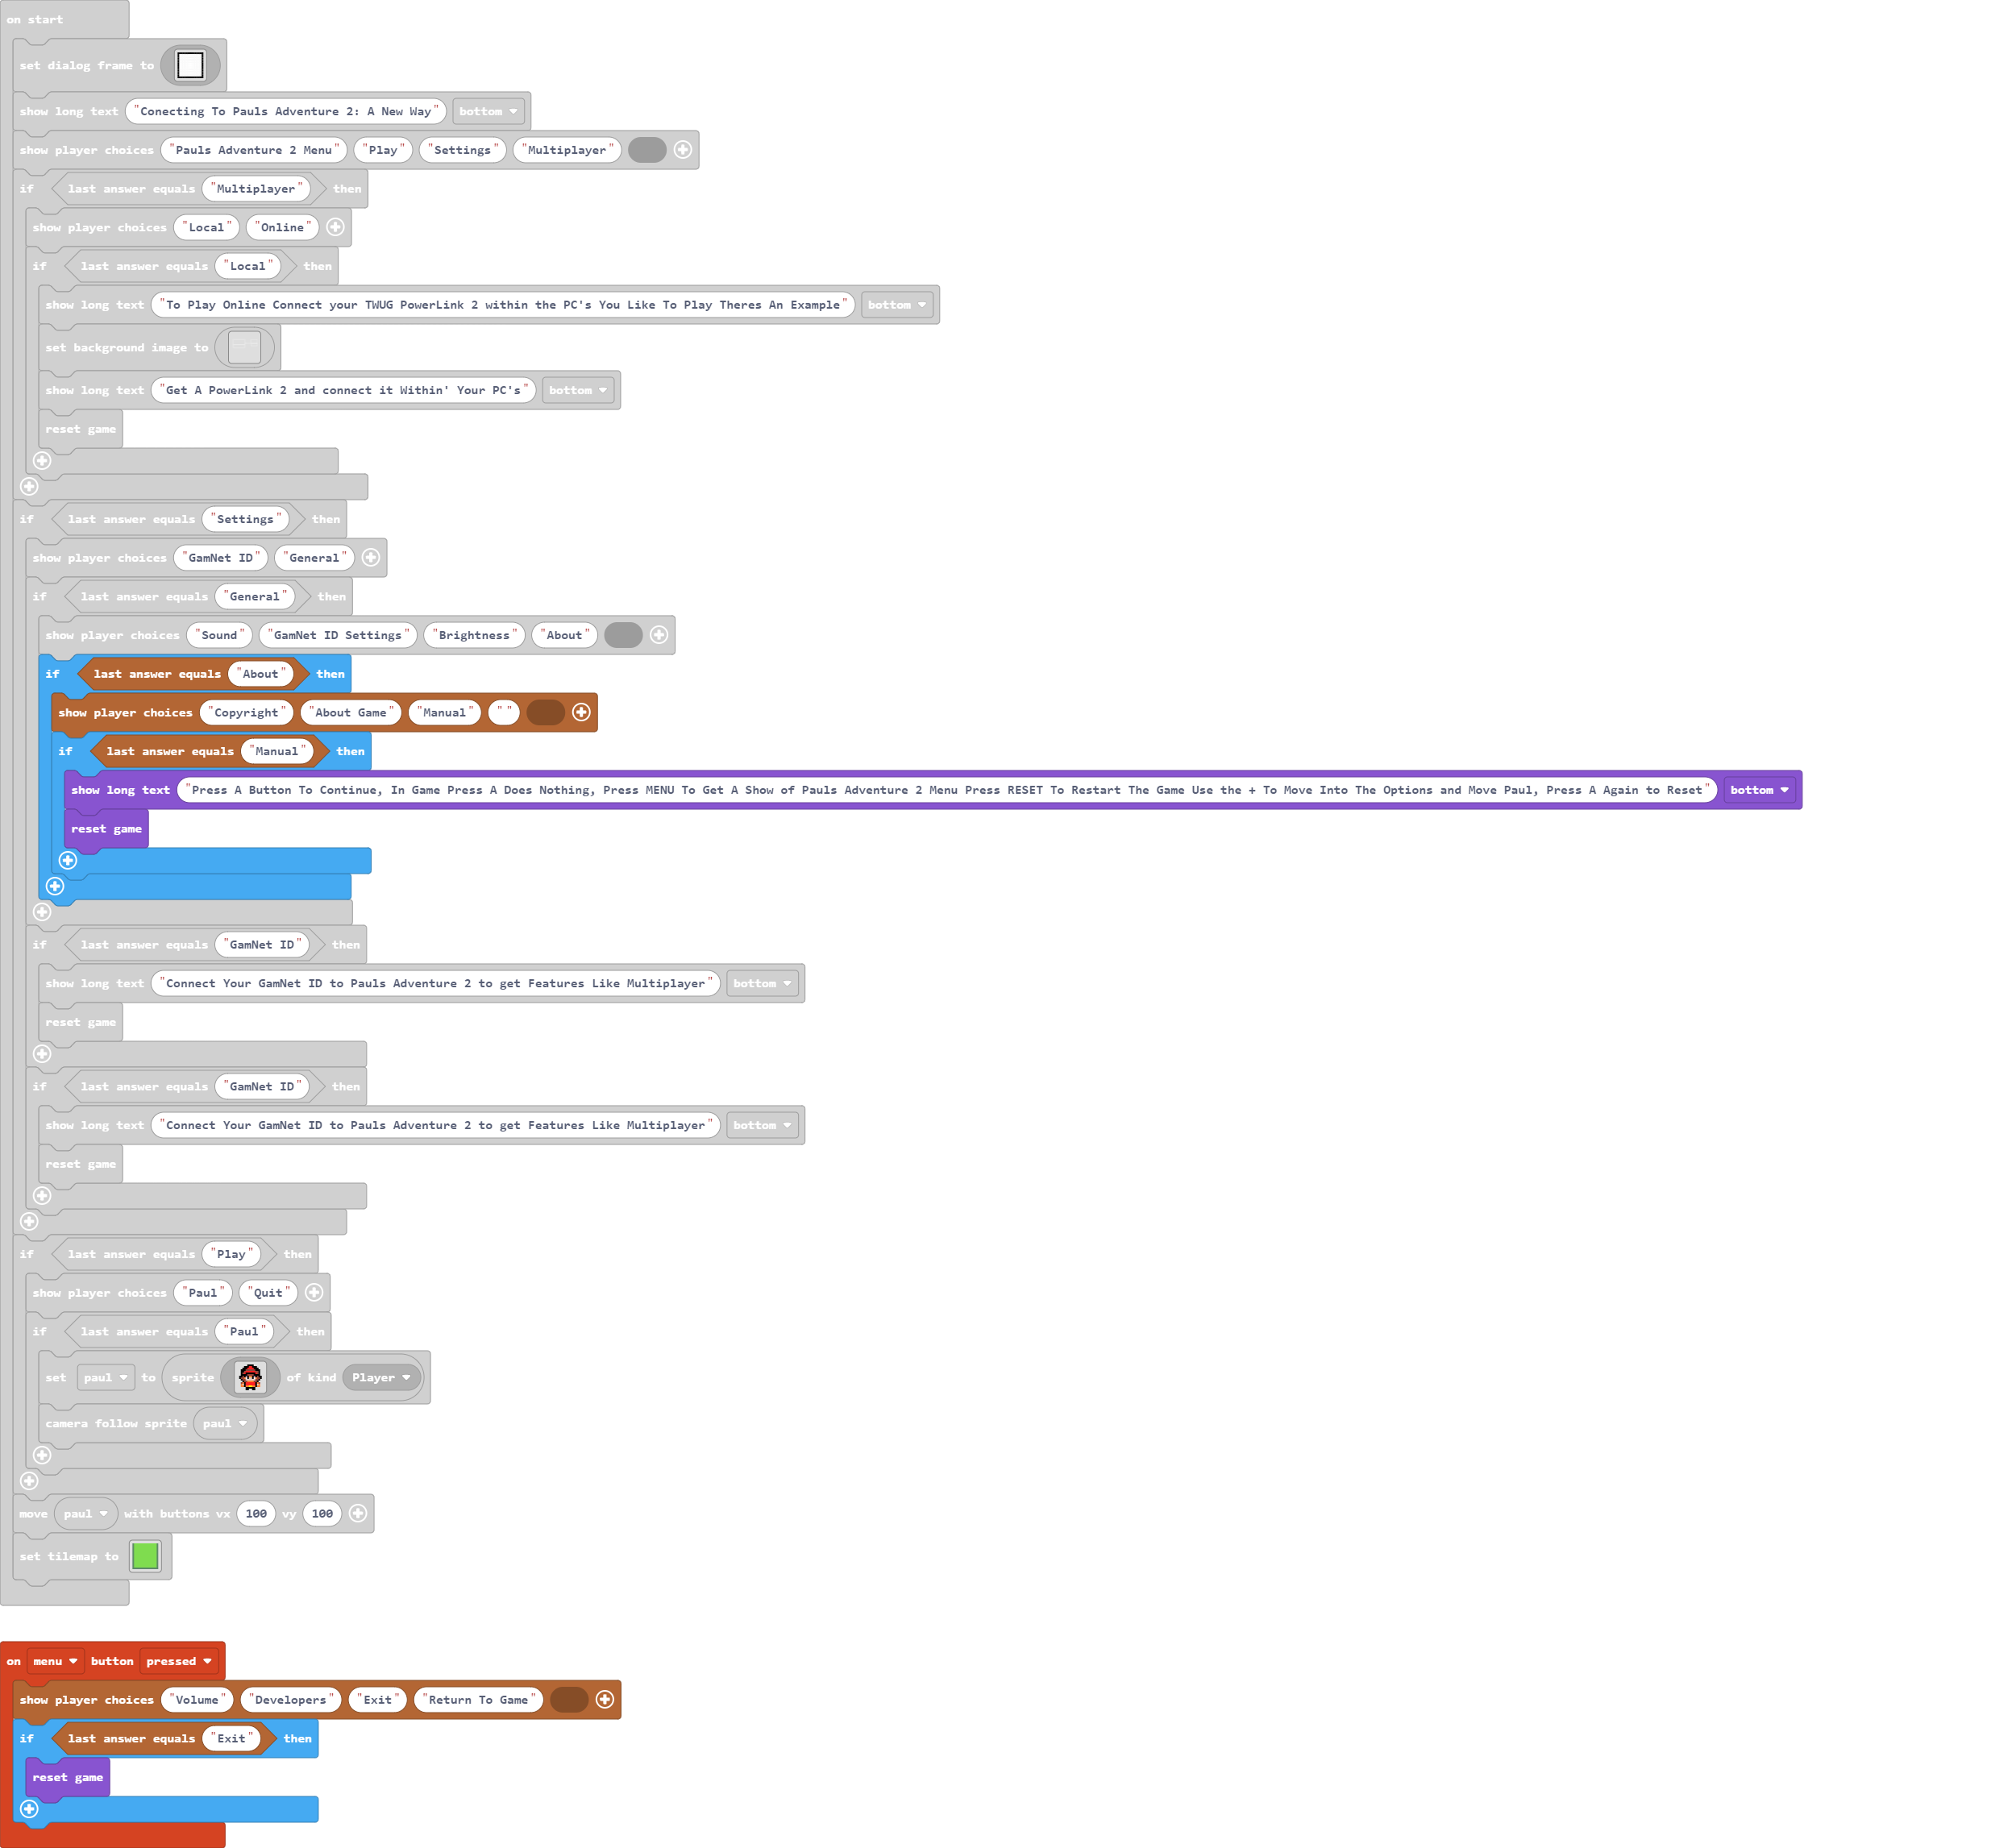 on start
set dialog frame to
show long text "Conecting To Pauls Adventure 2: A New Way" bottom
show player choices "Pauls Adventure 2 Menu" "Play" "Settings" "Multiplayer"
if last answer equals "Multiplayer" then
show player choices "Local" "Online"
if last answer equals "Local" then
show long text "To Play Online Connect your TWUG PowerLink 2 within the PC's You Like To Play Theres An Example" bottom
set background image to
show long text "Get A PowerLink 2 and connect it Within' Your PC's" bottom
reset game
if last answer equals "Settings" then
show player choices "GamNet ID" "General"
if last answer equals "General" then
show player choices "Sound" "GamNet ID Settings" "Brightness" "About"
if last answer equals "About" then
show player choices "Copyright" "About Game" "Manual" " "
if last answer equals "Manual" then
show long text "Press A Button To Continue, In Game Press A Does Nothing, Press MENU To Get A Show of Pauls Adventure 2 Menu Press RESET To Restart The Game Use the + To Move Into The Options and Move Paul, Press A Again to Reset" bottom
reset game
if last answer equals "GamNet ID" then
show long text "Connect Your GamNet ID to Pauls Adventure 2 to get Features Like Multiplayer" bottom
reset game
if last answer equals "GamNet ID" then
show long text "Connect Your GamNet ID to Pauls Adventure 2 to get Features Like Multiplayer" bottom
reset game
if last answer equals "Play" then
show player choices "Paul" "Quit"
if last answer equals "Paul" then
set paul to sprite of kind Player
camera follow sprite paul
move paul with buttons vx 100 vy 100
set tilemap to
on menu button pressed
show player choices "Volume" "Developers" "Exit" "Return To Game"
if last answer equals "Exit" then
reset game